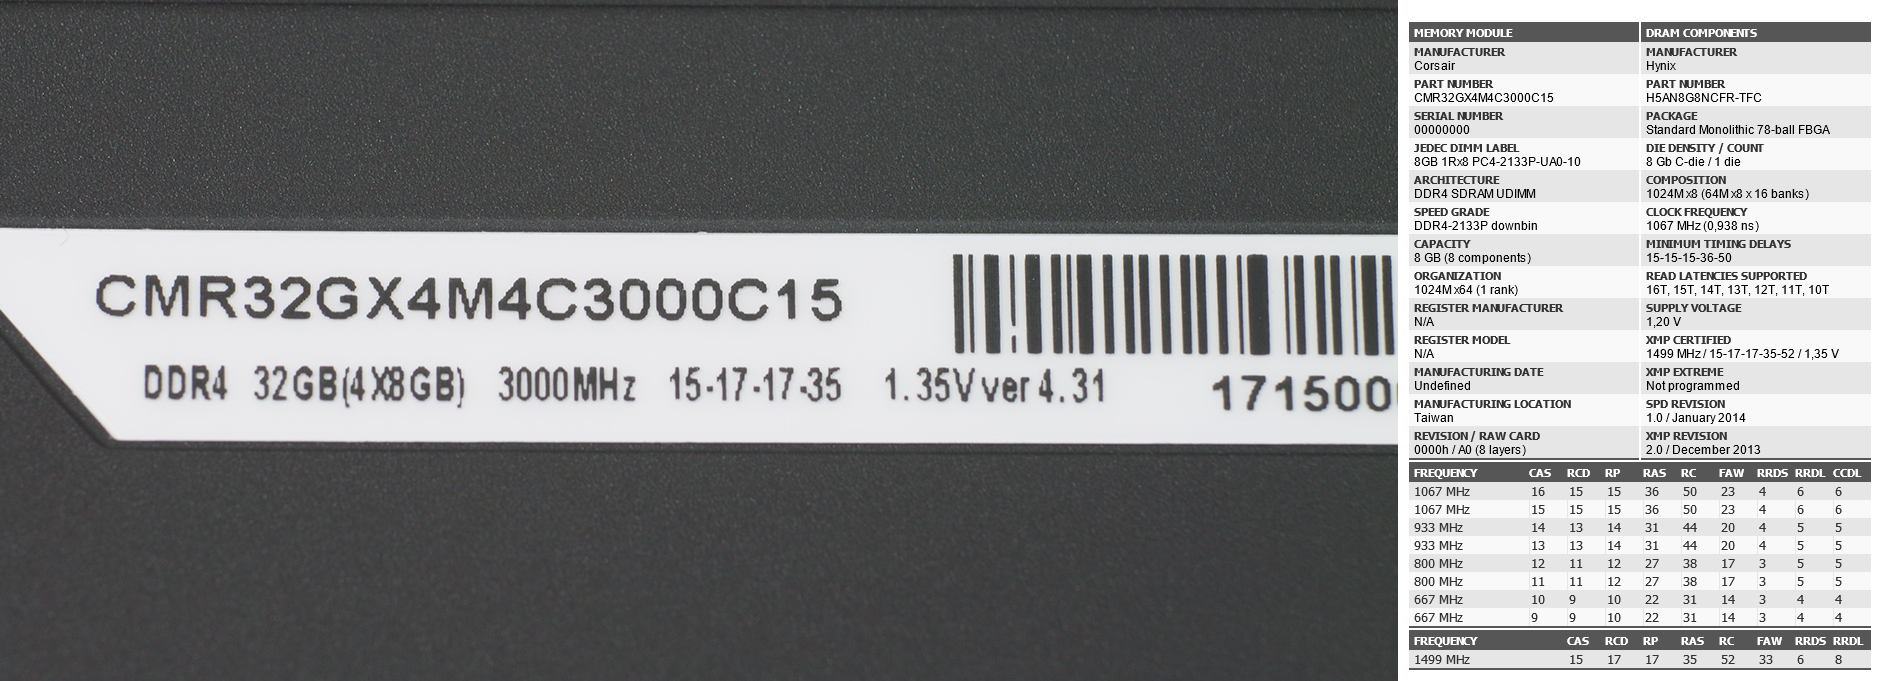 CMR32GX4M4C3000C15
DDR4 32GB(4X8GB) 3000MHz 15-17-17-35 1.35V ver 4.31
MEMORY MODULE DRAM COMPONENTS
MANUFACTURER MANUFACTURER
Corsair Hynix
PART NUMBER PART NUMBER
CMR32GX4M4C3000C15 H5AN8G8NCFR-TFC
SERIAL NUMBER PACKAGE
00000000 Standard Monolithic 78-ball FBGA
JEDEC DIMM LABEL DIE DENSITY / COUNT
8GB 1Rx8 PC4-2133P-UA0-10 8 Gb C-die / 1 die
ARCHITECTURE COMPOSITION
DDR4 SDRAM UDIMM 1024M x8 (64M x8 x 16 banks)
SPEED GRADE CLOCK FREQUENCY
DDR4-2133P downbin 1067 MHz (0,938 ns)
CAPACITY MINIMUM TIMING DELAYS
8 GB (8 components) 15-15-15-36-50
ORGANIZATION READ LATENCIES SUPPORTED
1024M x64 (1 rank) 16T, 15T, 14T, 13T, 12T, 11T, 10T
REGISTER MANUFACTURER SUPPLY VOLTAGE
N/A 1,20 V
REGISTER MODEL XMP CERTIFIED
N/A 1499 MHz / 15-17-17-35-52 / 1,35 V
MANUFACTURING DATE XMP EXTREME
Undefined Not programmed
MANUFACTURING LOCATION SPD REVISION
Taiwan 1.0 / January 2014
REVISION / RAW CARD XMP REVISION
0000h / A0 (8 layers) 2.0 / December 2013
FREQUENCY CAS RCD RP RAS RC FAW RRDS RRDL CCDL
1067 MHz 16 15 15 36 50 23 4 6 6
1067 MHz 15 15 15 36 50 23 4 6 6
933 MHz 14 13 14 31 44 20 4 5 5
933 MHz 13 13 14 31 44 20 4 5 5
800 MHz 12 11 12 27 38 17 3 5 5
800 MHz 11 11 12 27 38 17 3 5 5
667 MHz 10 9 10 22 31 14 3 4 4
667 MHz 9 9 10 22 31 14 3 4 4
FREQUENCY CAS RCD RP RAS RC FAW RRDS RRDL
1499 MHz 15 17 17 35 52 33 6 8